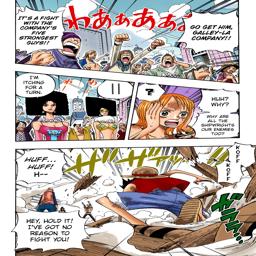 IT'S A FIGHT
WITH THE
COMPANY'S
FIVE
STRONGEST
GUYS!!
わああああ
GO GET HIM,
GALLEY-LA
COMPANY!!
I'M
ITCHING
FOR A
TURN.
!!
HUH?
WHY?
WHY ARE
ALL THE
SHIPWRIGHTS
OUR ENEMIES
TOO?
HUFF...
HUFF!
H--
KOFF
KOFF
HEY, HOLD IT!
I'VE GOT NO
REASON TO
FIGHT YOU!